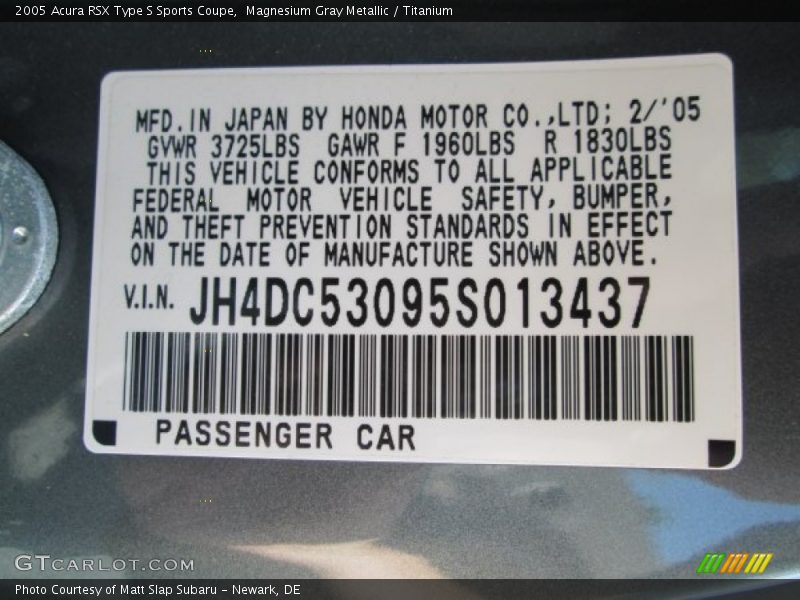 2005 Acura RSX Type S Sports Coupe,  Magnesium Gray Metallic / Titanium
MFD. IN JAPAN BY HONDA MOTOR CO.,LTD; 2/'05
GVWR 3725LBS GAWR F 1960LBS R 1830LBS
THIS VEHICLE CONFORMS TO ALL APPLICABLE
FEDERAL MOTOR VEHICLE SAFETY, BUMPER,
AND THEFT PREVENTION STANDARDS IN EFFECT
ON THE DATE OF MANUFACTURE SHOWN ABOVE.
V.I.N. JH4DC53095S013437
PASSENGER CAR
GTCARLOT.COM
Photo Courtesy of Matt Slap Subaru - Newark, DE